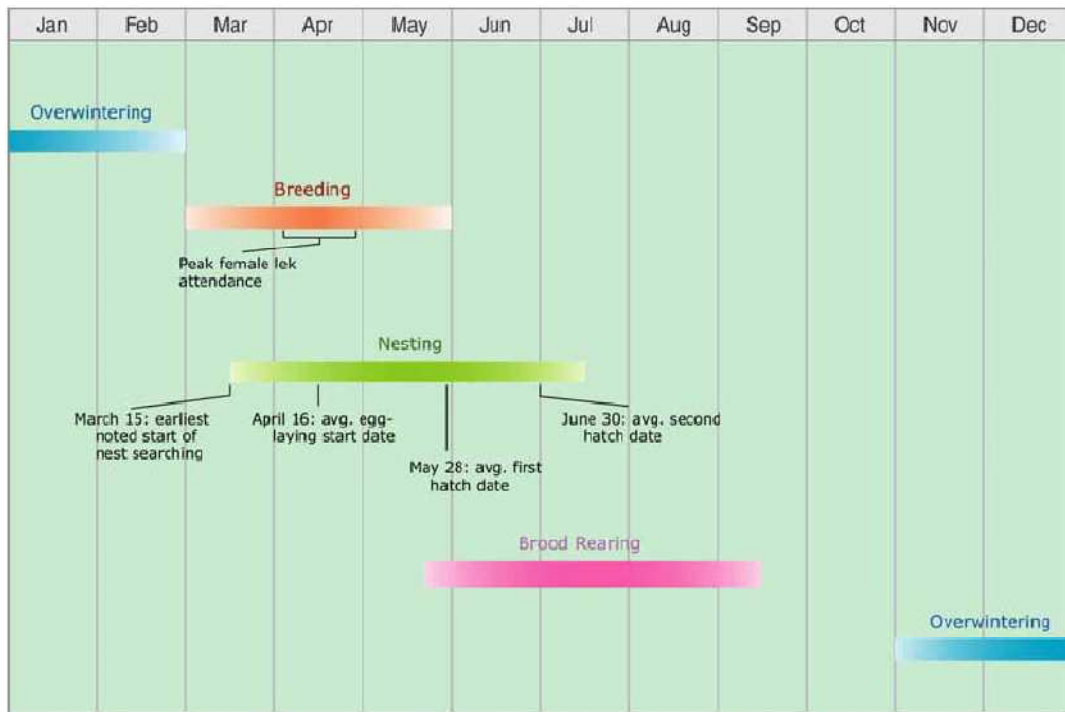 Jan Feb Mar Apr May Jun Jul Aug Sep Oct Nov Dec
Overwintering
Breeding
Peak female lek
attendance
Nesting
March 15: earliest
noted start of
nest searching
April 16: avg. egg-
laying start date
May 28: avg. first
hatch date
June 30: avg. second
hatch date
Brood Rearing
Overwintering